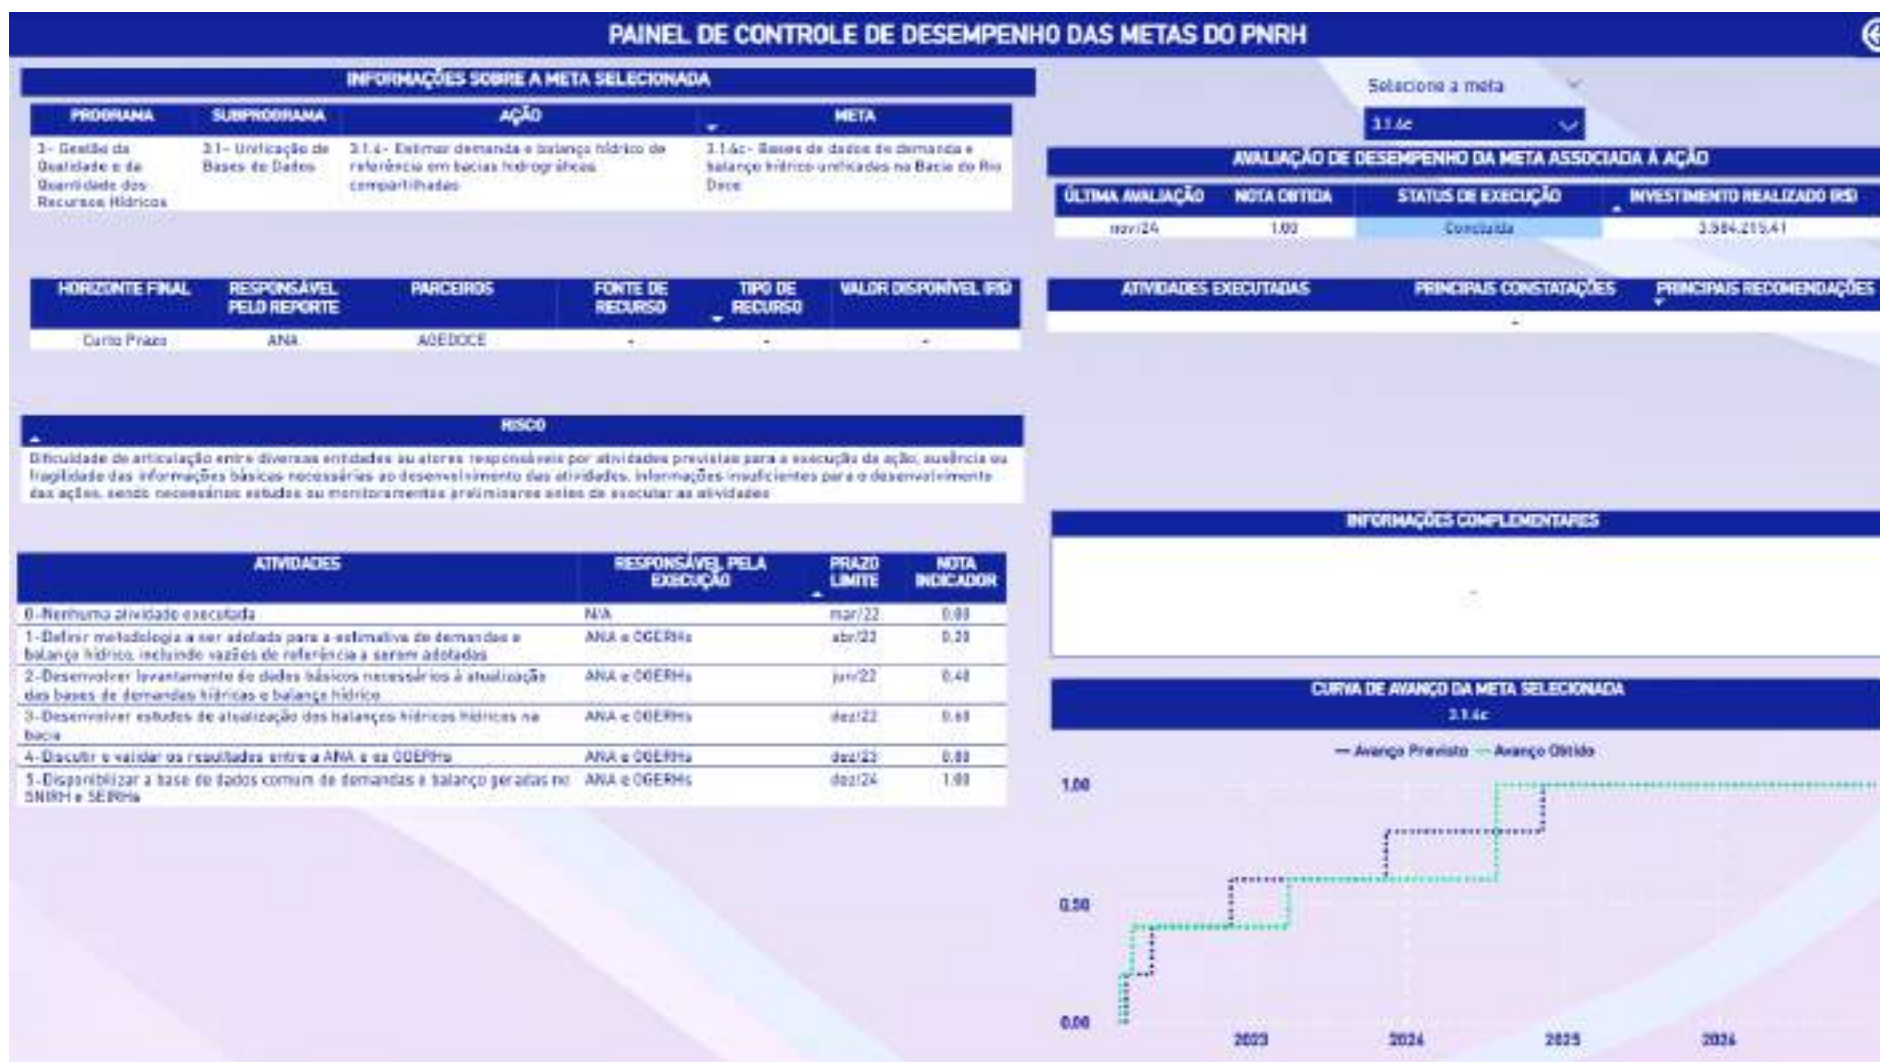 PAINEL DE CONTROLE DE DESEMPENHO DAS METAS DO PNRH
INFORMAÇÕES SOBRE A META SELECIONADA
PROGRAMA SUBPROGRAMA AÇÃO META
3- Gestão da Qualidade e da Quantidade dos Recursos Hídricos
3.1- Unificação de Bases de Dados
3.1.4- Estimar demanda e balanço hídrico de referência em bacias hidrográficas compartilhadas
3.1.4c- Bases de dados de demanda e balanço hídrico unificadas na Bacia do Rio Doce
HORIZONTE FINAL RESPONSÁVEL PELO REPORTE PARCEIROS FONTE DE RECURSO TIPO DE RECURSO VALOR DISPONÍVEL (R$)
Curto Prazo ANA AGEDOCE - - -
RISCO
Dificuldade de articulação entre diversas entidades ou atores responsáveis por atividades previstas para a execução da ação, ausência ou
fragilidade das informações básicas necessárias ao desenvolvimento das atividades, informações insuficientes para o desenvolvimento
das ações, sendo necessários estudos ou monitoramentos preliminares antes de executar as atividades
ATIVIDADES RESPONSÁVEL PELA EXECUÇÃO PRAZO LIMITE NOTA INDICADOR
0-Nenhuma atividade executada N/A mar/22 0.00
1-Definir metodologia a ser adotada para a estimativa de demandas e balanço hídrico, incluindo vazões de referência a serem adotadas ANA e OGERHs abr/22 0.20
2-Desenvolver levantamento de dados básicos necessários à atualização das bases de demandas hídricas e balanço hídrico ANA e OGERHs jun/22 0.40
3-Desenvolver estudos de atualização dos balanços hídricos hídricos na bacia ANA e OGERHs dez/22 0.60
4-Discutir e validar os resultados entre a ANA e os OGERHs ANA e OGERHs dez/23 0.80
5-Disponibilizar a base de dados comum de demandas e balanço geradas no SNIRH e SEIRHs ANA e OGERHs dez/24 1.00
Selecione a meta
3.1.4c
AVALIAÇÃO DE DESEMPENHO DA META ASSOCIADA À AÇÃO
ÚLTIMA AVALIAÇÃO NOTA OBTIDA STATUS DE EXECUÇÃO INVESTIMENTO REALIZADO (R$)
nov/24 1.00 Concluída 3.584.215,41
ATIVIDADES EXECUTADAS PRINCIPAIS CONSTATAÇÕES PRINCIPAIS RECOMENDAÇÕES
-
INFORMAÇÕES COMPLEMENTARES
-
CURVA DE AVANÇO DA META SELECIONADA
3.1.4c
Avanço Previsto Avanço Obtido
1.00
0.50
0.00
2023 2024 2025 2026